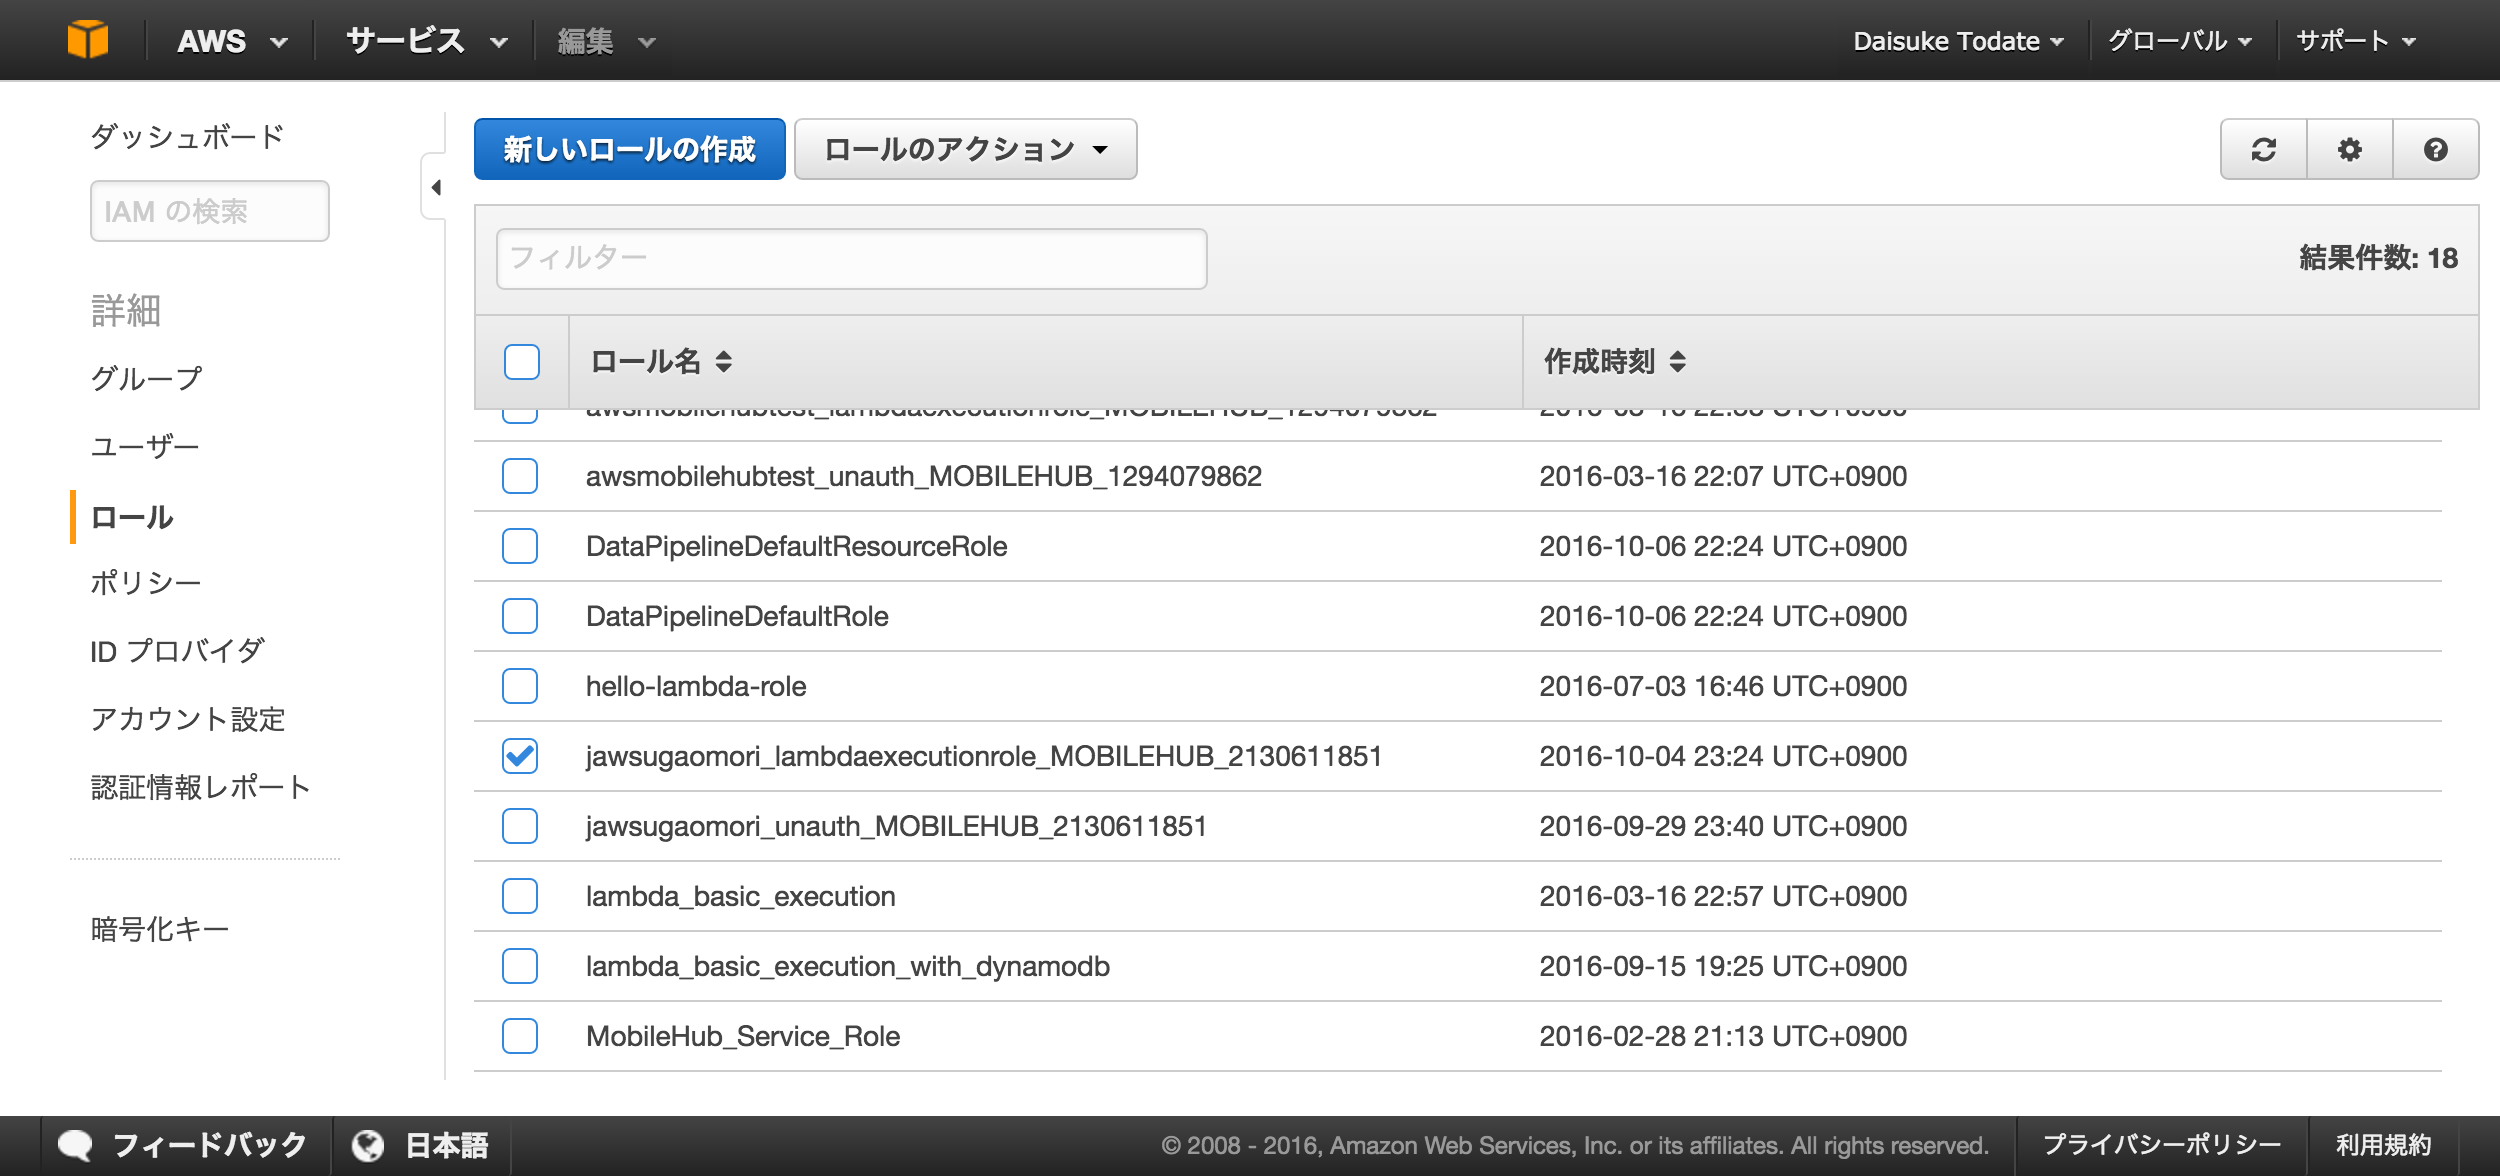 AWS サービス 編集 Daisuke Todate グローバル サポート
ダッシュボード
IAM の検索
詳細
グループ
ユーザー
ロール
ポリシー
ID プロバイダ
アカウント設定
認証情報レポート
暗号化キー
新しいロールの作成 ロールのアクション
フィルター 結果件数: 18
ロール名 作成時刻
awsmobilehubtest_lambdaexecutionrole_MOBILEHUB_1294079862
awsmobilehubtest_unauth_MOBILEHUB_1294079862 2016-03-16 22:07 UTC+0900
DataPipelineDefaultResourceRole 2016-10-06 22:24 UTC+0900
DataPipelineDefaultRole 2016-10-06 22:24 UTC+0900
hello-lambda-role 2016-07-03 16:46 UTC+0900
jawsugaomori_lambdaexecutionrole_MOBILEHUB_2130611851 2016-10-04 23:24 UTC+0900
jawsugaomori_unauth_MOBILEHUB_2130611851 2016-09-29 23:40 UTC+0900
lambda_basic_execution 2016-03-16 22:57 UTC+0900
lambda_basic_execution_with_dynamodb 2016-09-15 19:25 UTC+0900
MobileHub_Service_Role 2016-02-28 21:13 UTC+0900
フィードバック 日本語 © 2008 - 2016, Amazon Web Services, Inc. or its affiliates. All rights reserved. プライバシーポリシー 利用規約